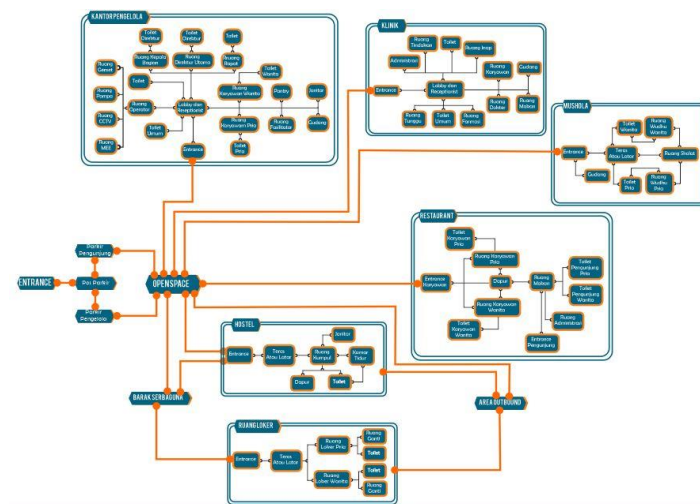 KANTOR PENGELOLA
Toilet
Direktur
Toilet
Direktur
Toilet
Ruang Kepala
Bagian
Ruang
Direktur Utama
Ruang
Rapat
Toilet
Wanita
Ruang
Genset
Toilet
Ruang
Karyawan Wanita
Pantry
Janitor
Ruang
Pompa
Ruang
Operator
Lobby dan
Receptionist
Ruang
CCTV
Toilet
Umum
Ruang
Karyawan Pria
Ruang
Fasilitator
Gudang
Ruang
MEE
Entrance
Toilet
Pria
KLINIK
Ruang
Tindakan
Toilet
Ruang Inap
Administrasi
Ruang
Karyawan
Gudang
Entrance
Lobby dan
Receptionist
Ruang
Dokter
Ruang
Makan
Ruang
Tunggu
Toilet
Umum
Ruang
Farmasi
MUSHOLA
Toilet
Wanita
Ruang
Wudhu
Wanita
Entrance
Teras
Atau Latar
Ruang Sholat
Gudang
Toilet
Pria
Ruang
Wudhu
Pria
RESTAURANT
Toilet
Karyawan
Pria
Ruang Karyawan
Pria
Toilet
Pengunjung
Pria
Entrance
Karyawan
Dapur
Ruang
Makan
Toilet
Pengunjung
Wanita
Ruang Karyawan
Wanita
Toilet
Karyawan
Wanita
Ruang
Administrasi
Entrance
Pengunjung
Parkir
Pengunjung
ENTRANCE
Pos Parkir
OPENSPACE
Parkir
Pengelola
HOSTEL
Janitor
Entrance
Teras
Atau Latar
Ruang
Kumpul
Kamar
Tidur
Dapur
Toilet
BARAK SERBAGUNA
AREA OUTBOUND
RUANG LOKER
Entrance
Teras
Atau Latar
Ruang
Loker Pria
Ruang
Ganti
Toilet
Ruang
Loker Wanita
Toilet
Ruang
Ganti